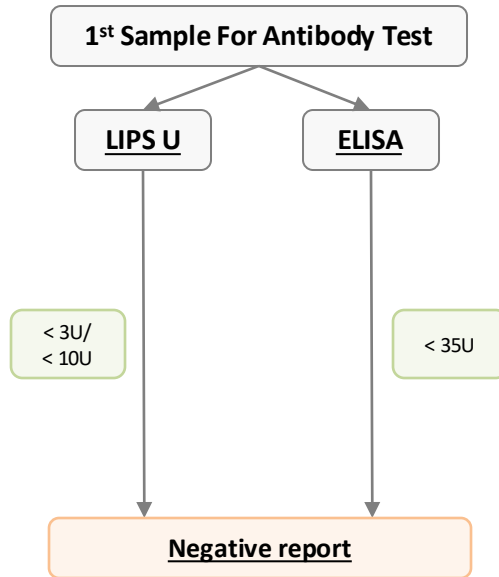 1st Sample For Antibody Test
LIPS U
ELISA
< 3U/
< 10U
< 35U
Negative report